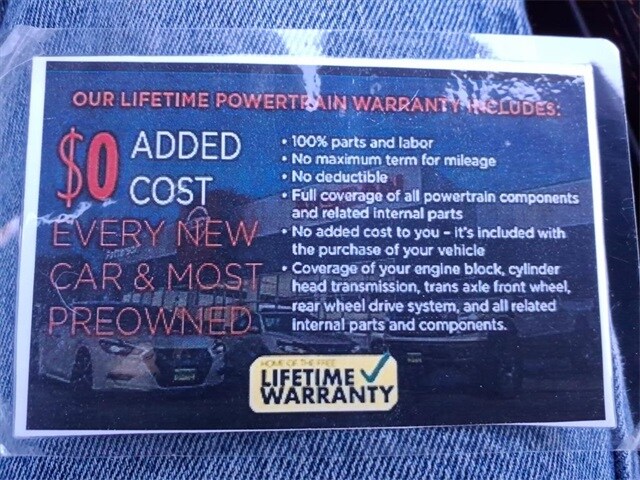 OUR LIFETIME POWERTRAIN WARRANTY INCLUDES:
$0 ADDED
COST
EVERY NEW
CAR & MOST
PREOWNED
• 100% parts and labor
• No maximum term for mileage
• No deductible
• Full coverage of all powertrain components
and related internal parts
• No added cost to you – it's included with
the purchase of your vehicle
• Coverage of your engine block, cylinder
head transmission, trans axle front wheel,
rear wheel drive system, and all related
internal parts and components.
HOME OF THE FREE
LIFETIME
WARRANTY